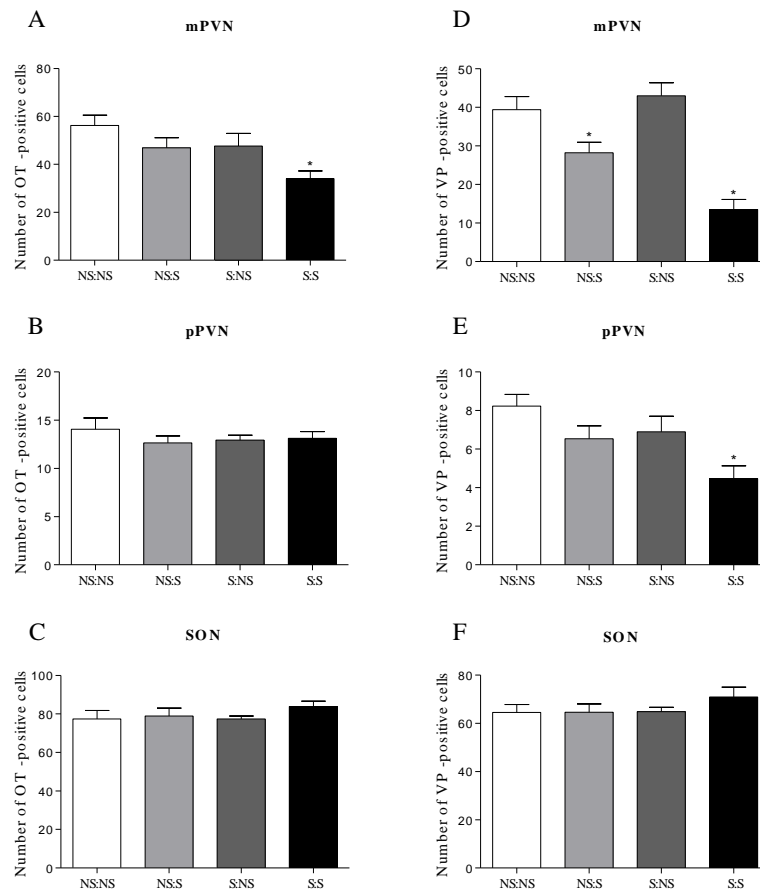 A
mPVN
Number of OT -positive cells
80
60
40
20
0
*
NS:NS NS:S S:NS S:S
D
mPVN
Number of VP -positive cells
50
40
30
20
10
0
*
*
NS:NS NS:S S:NS S:S
B
pPVN
Number of OT -positive cells
20
15
10
5
0
NS:NS NS:S S:NS S:S
E
pPVN
Number of VP -positive cells
10
8
6
4
2
0
*
NS:NS NS:S S:NS S:S
C
SON
Number of OT -positive cells
100
80
60
40
20
0
NS:NS NS:S S:NS S:S
F
SON
Number of VP -positive cells
80
60
40
20
0
NS:NS NS:S S:NS S:S